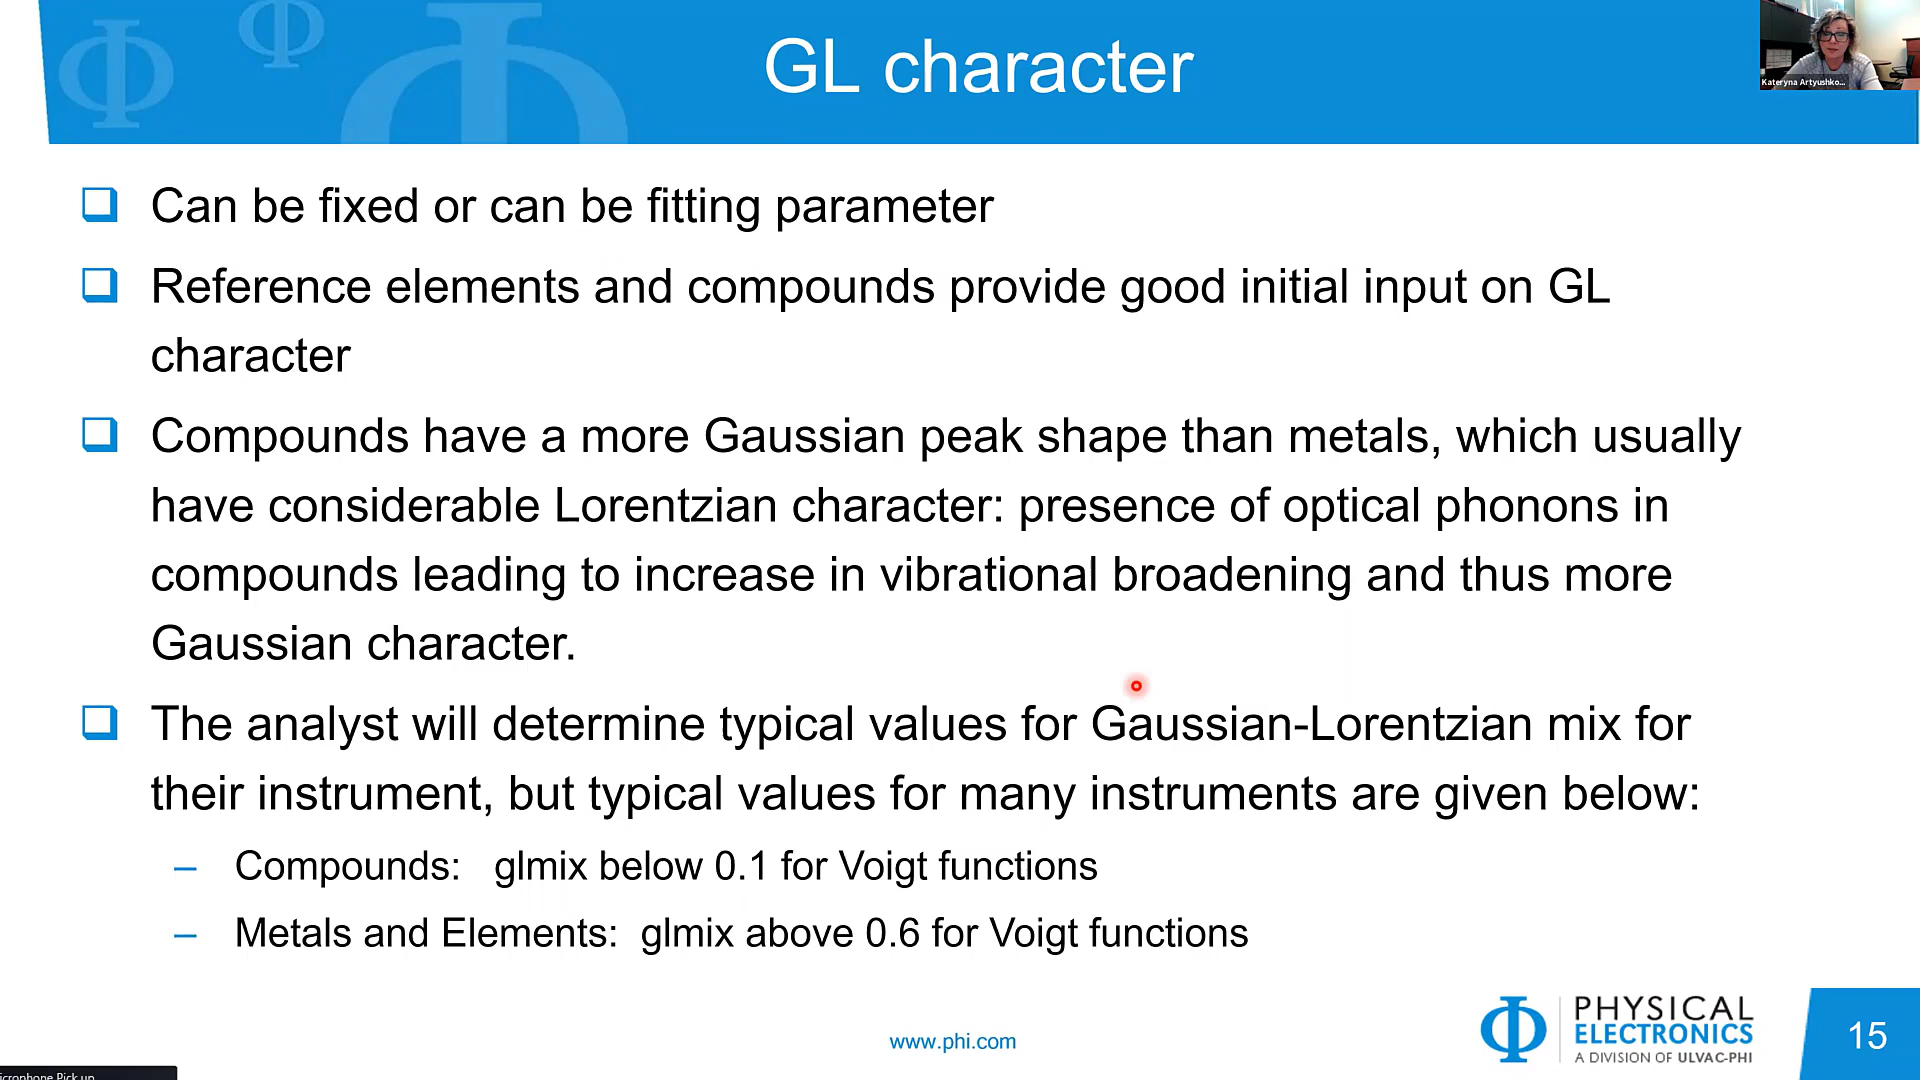 GL character
Kateryna Artyushko...
Can be fixed or can be fitting parameter
Reference elements and compounds provide good initial input on GL
character
Compounds have a more Gaussian peak shape than metals, which usually
have considerable Lorentzian character: presence of optical phonons in
compounds leading to increase in vibrational broadening and thus more
Gaussian character.
The analyst will determine typical values for Gaussian-Lorentzian mix for
their instrument, but typical values for many instruments are given below:
– Compounds: glmix below 0.1 for Voigt functions
– Metals and Elements: glmix above 0.6 for Voigt functions
www.phi.com
PHYSICAL
ELECTRONICS
A DIVISION OF ULVAC-PHI
15
Pick up